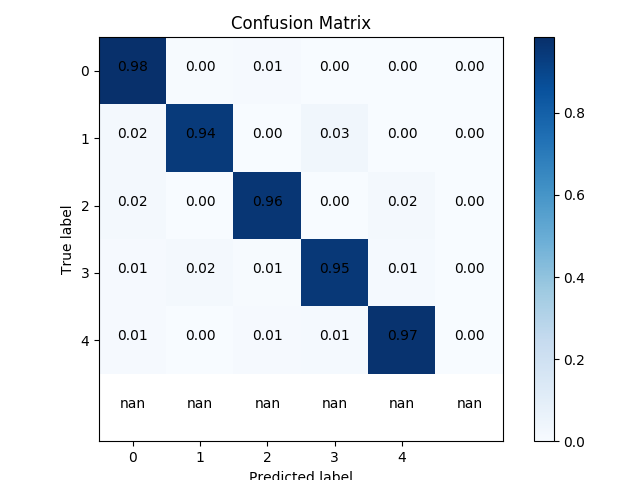 Confusion Matrix
0 0.98 0.00 0.01 0.00 0.00 0.00
1 0.02 0.94 0.00 0.03 0.00 0.00
2 0.02 0.00 0.96 0.00 0.02 0.00
3 0.01 0.02 0.01 0.95 0.01 0.00
4 0.01 0.00 0.01 0.01 0.97 0.00
nan nan nan nan nan nan
0 1 2 3 4
True label
Predicted label
0.8
0.6
0.4
0.2
0.0